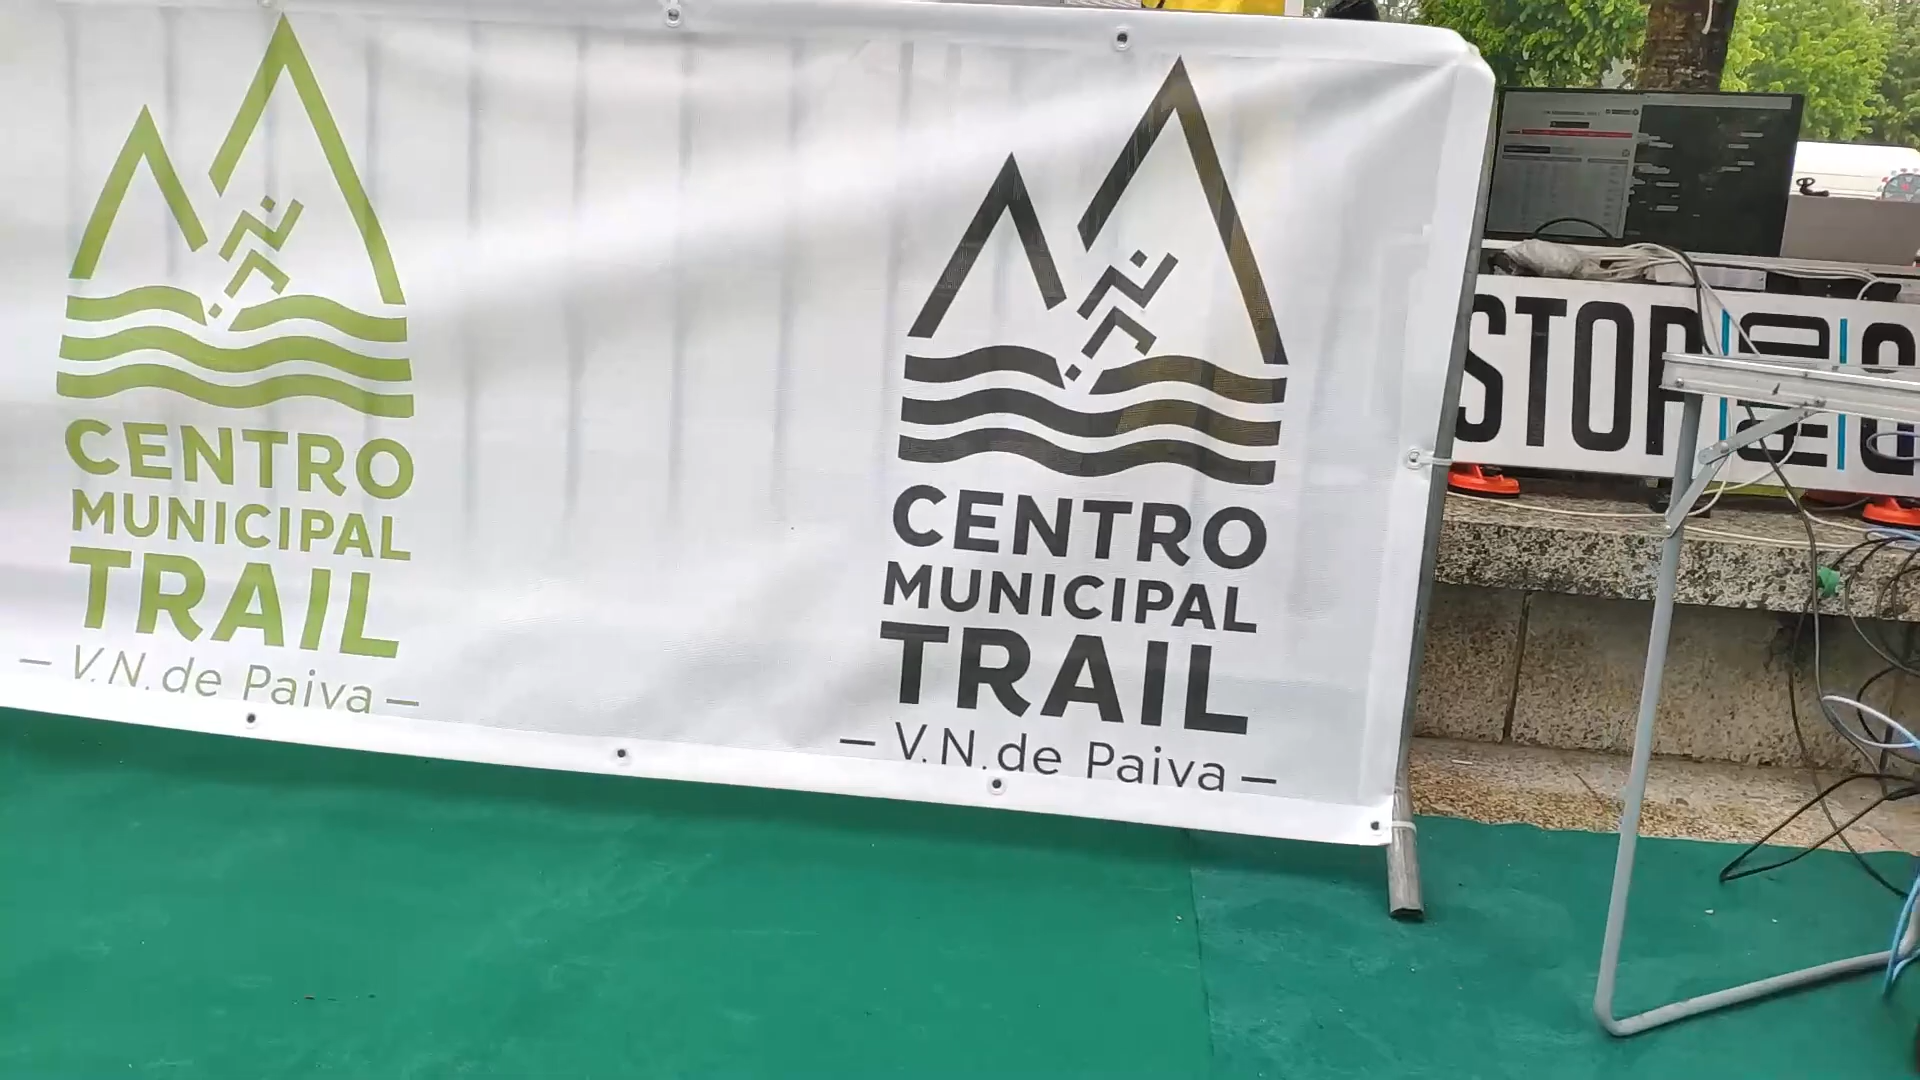 CENTRO
MUNICIPAL
TRAIL
— V.N. de Paiva —
CENTRO
MUNICIPAL
TRAIL
— V.N. de Paiva —
STOP